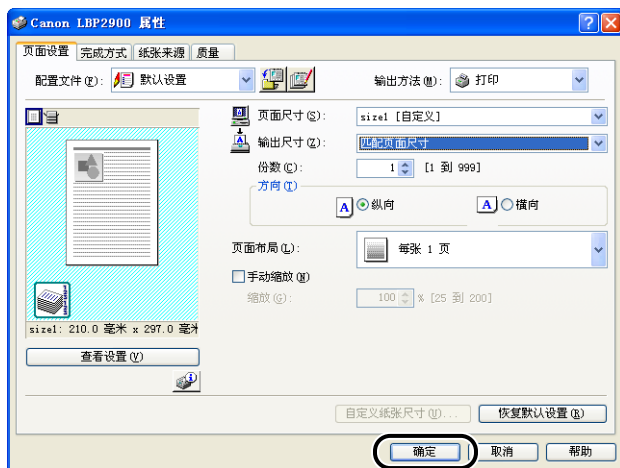 Canon LBP2900 属性
页面设置 完成方式 纸张来源 质量
配置文件(F): 默认设置 输出方法(M): 打印
页面尺寸(S): size1 [自定义]
输出尺寸(Z): 匹配页面尺寸
份数(C): 1 [1 到 999]
方向(T)
A 纵向 A 横向
页面布局(L): 每张 1 页
手动缩放(N)
缩放(G): 100 % [25 到 200]
size1: 210.0 毫米 x 297.0 毫米
查看设置(V)
自定义纸张尺寸(U)... 恢复默认设置(R)
确定 取消 帮助